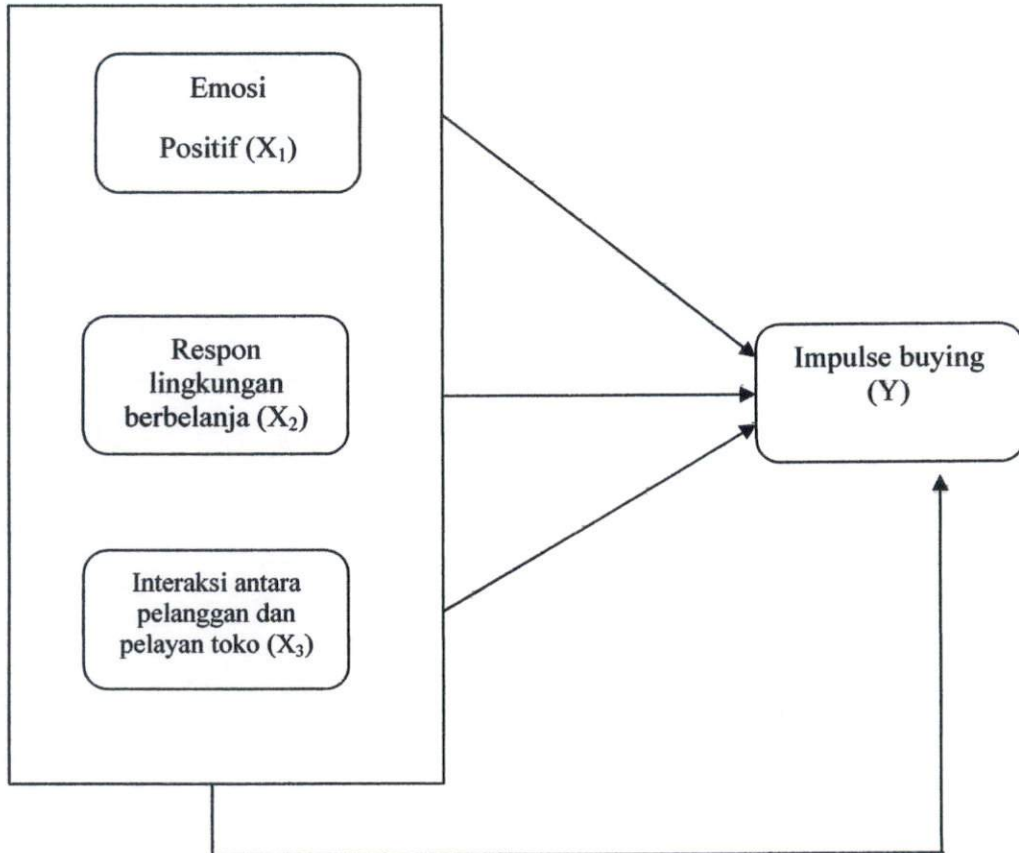 Emosi
Positif (X₁)
Respon
lingkungan
berbelanja (X₂)
Interaksi antara
pelanggan dan
pelayan toko (X₃)
Impulse buying
(Y)